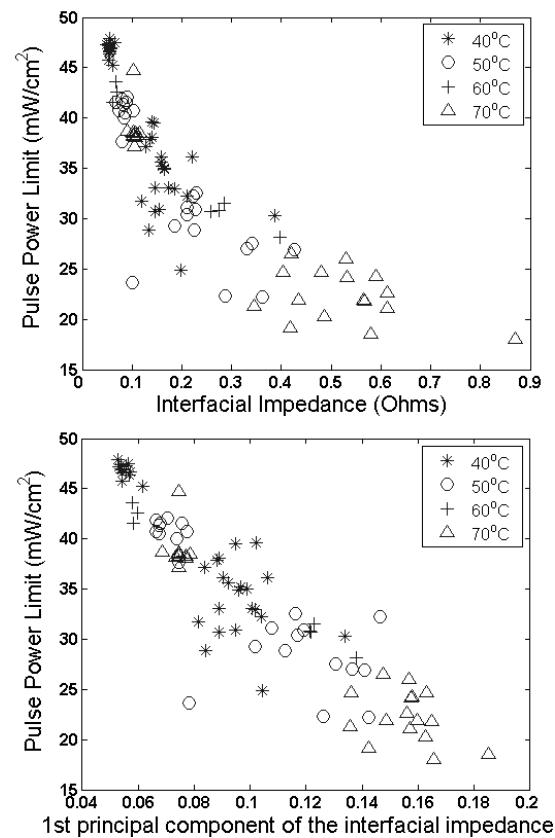 50
45
40
35
30
25
20
15
Pulse Power Limit (mW/cm²)
40°C
50°C
60°C
70°C
0 0.1 0.2 0.3 0.4 0.5 0.6 0.7 0.8 0.9
Interfacial Impedance (Ohms)
50
45
40
35
30
25
20
15
Pulse Power Limit (mW/cm²)
40°C
50°C
60°C
70°C
0.04 0.06 0.08 0.1 0.12 0.14 0.16 0.18 0.2
1st principal component of the interfacial impedance